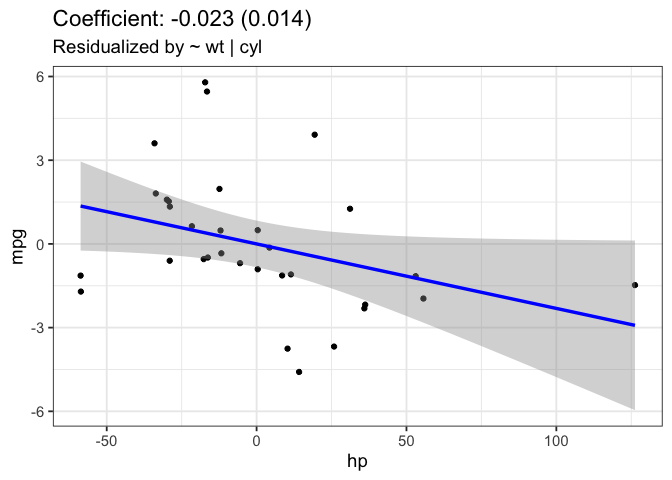 Coefficient: -0.023 (0.014)
Residualized by ~ wt | cyl
6
3
0
-3
-6
mpg
-50
0
50
100
hp